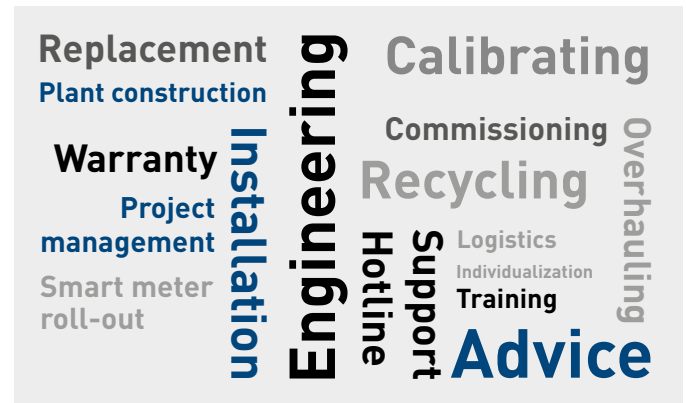 Replacement
Plant construction
Warranty
Project
management
Smart meter
roll-out
Installation
Engineering
Calibrating
Commissioning
Recycling
Overhauling
Hotline
Support
Logistics
Individualization
Training
Advice